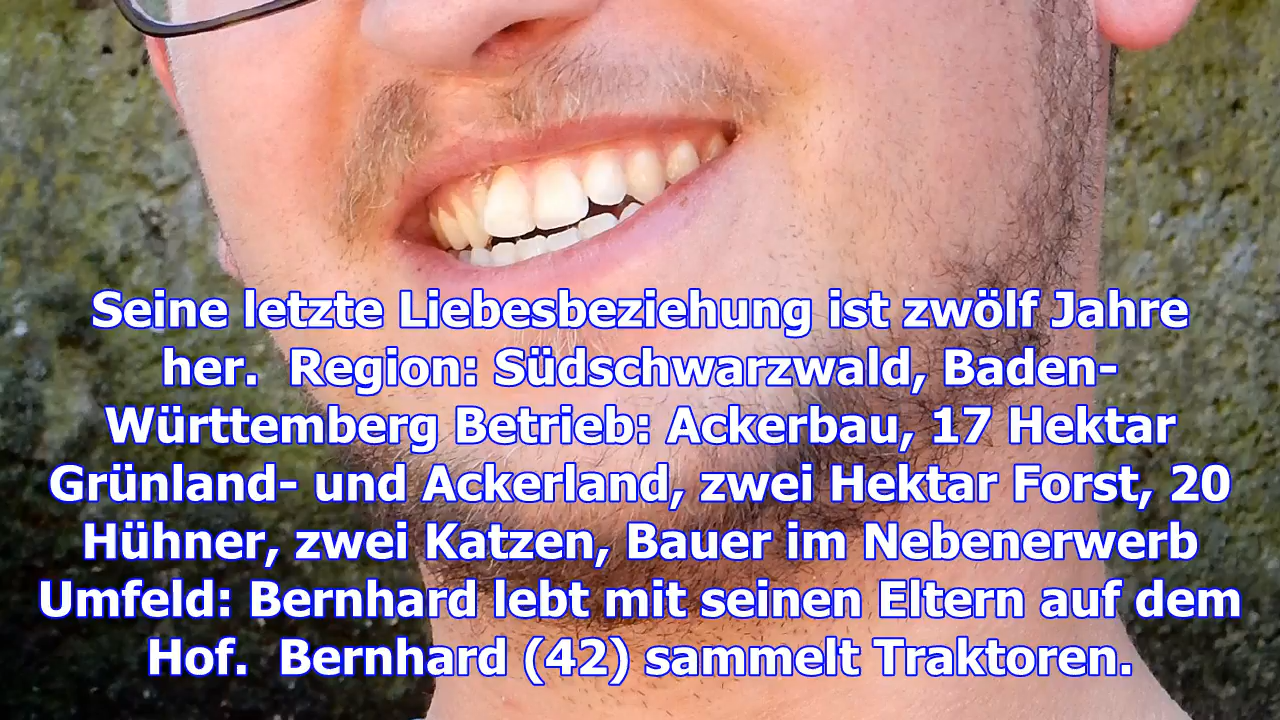 Seine letzte Liebesbeziehung ist zwölf Jahre
her.  Region: Südschwarzwald, Baden-
Württemberg Betrieb: Ackerbau, 17 Hektar
Grünland- und Ackerland, zwei Hektar Forst, 20
Hühner, zwei Katzen, Bauer im Nebenerwerb
Umfeld: Bernhard lebt mit seinen Eltern auf dem
Hof.  Bernhard (42) sammelt Traktoren.